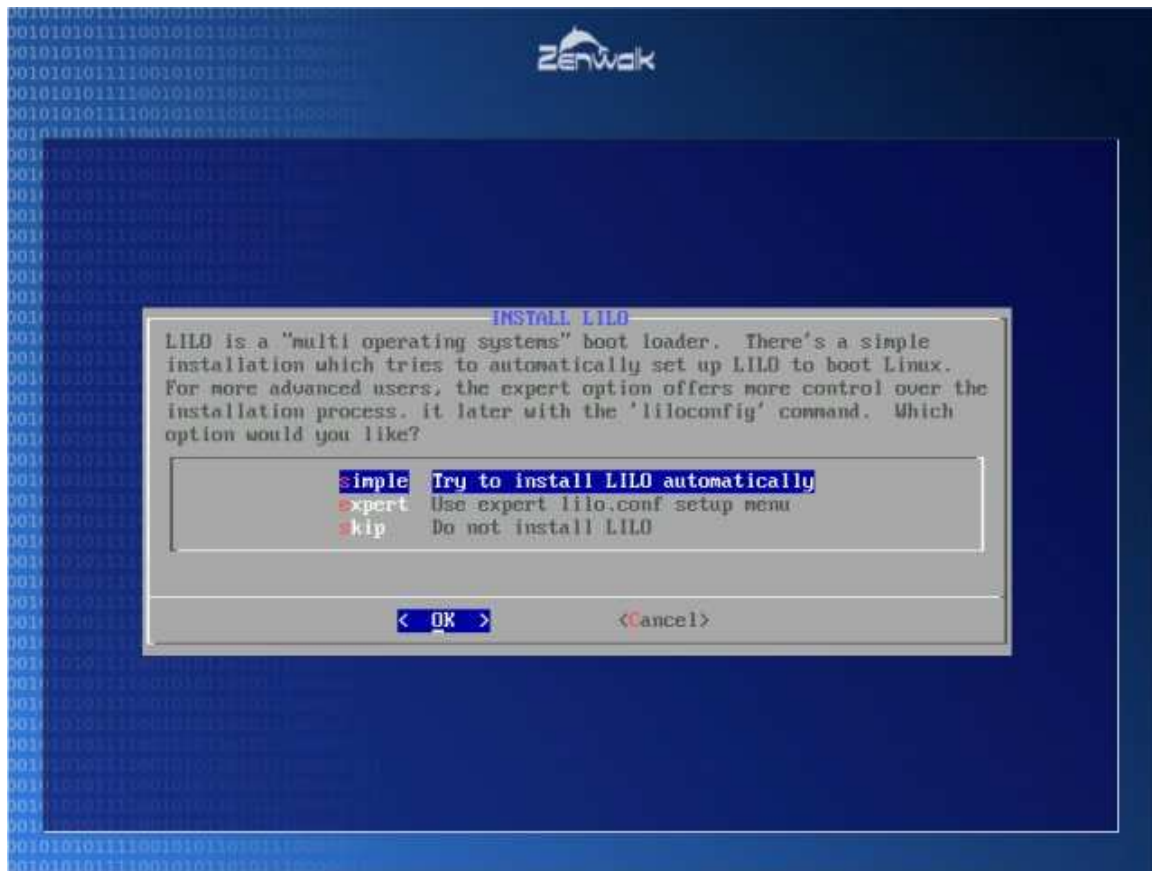 Zenwalk
INSTALL LILO
LILO is a "multi operating systems" boot loader.  There's a simple
installation which tries to automatically set up LILO to boot Linux.
For more advanced users, the expert option offers more control over the
installation process. it later with the 'liloconfig' command.  Which
option would you like?
simple  Try to install LILO automatically
expert  Use expert lilo.conf setup menu
skip    Do not install LILO
<  OK  >    <Cancel>